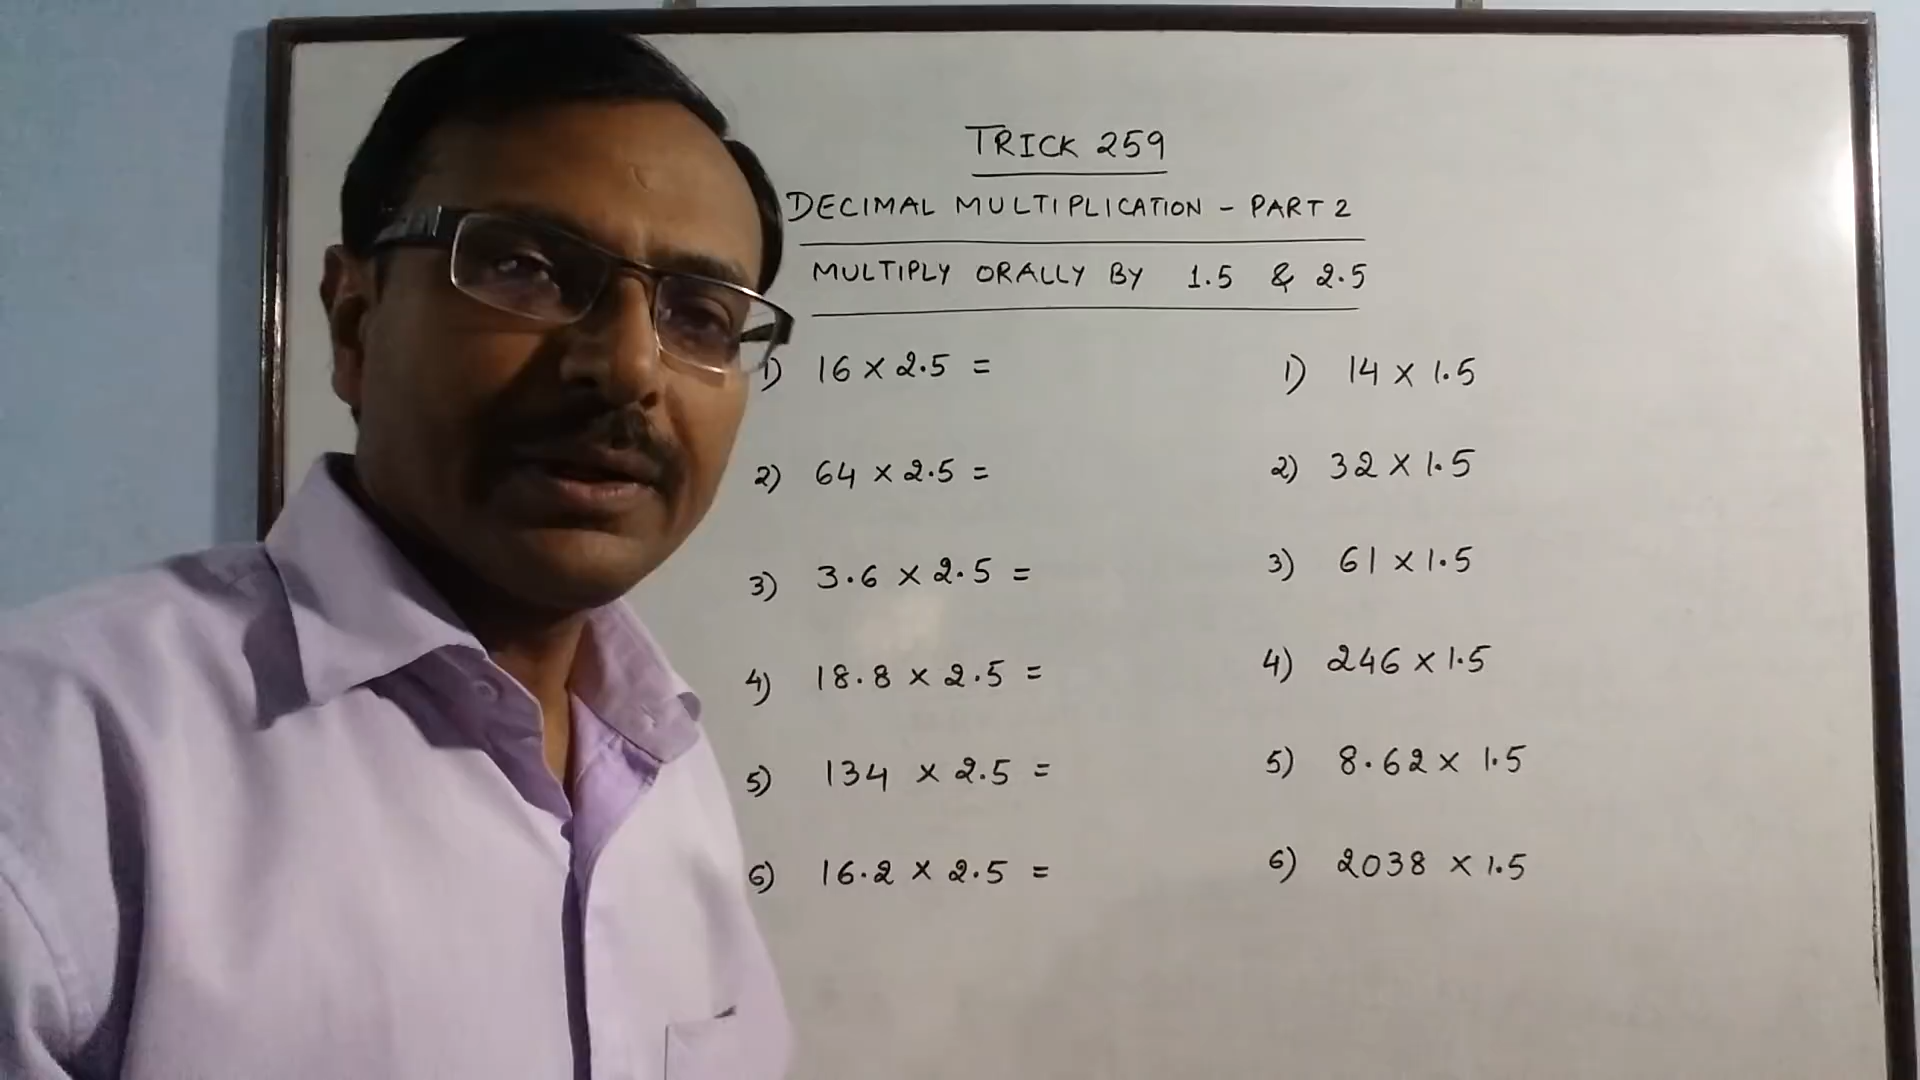 TRICK 259
DECIMAL MULTIPLICATION - PART 2
MULTIPLY ORALLY BY 1.5 & 2.5
1) 16 × 2.5 =
2) 64 × 2.5 =
3) 3.6 × 2.5 =
4) 18.8 × 2.5 =
5) 134 × 2.5 =
6) 16.2 × 2.5 =
1) 14 × 1.5
2) 32 × 1.5
3) 61 × 1.5
4) 246 × 1.5
5) 8.62 × 1.5
6) 2038 × 1.5